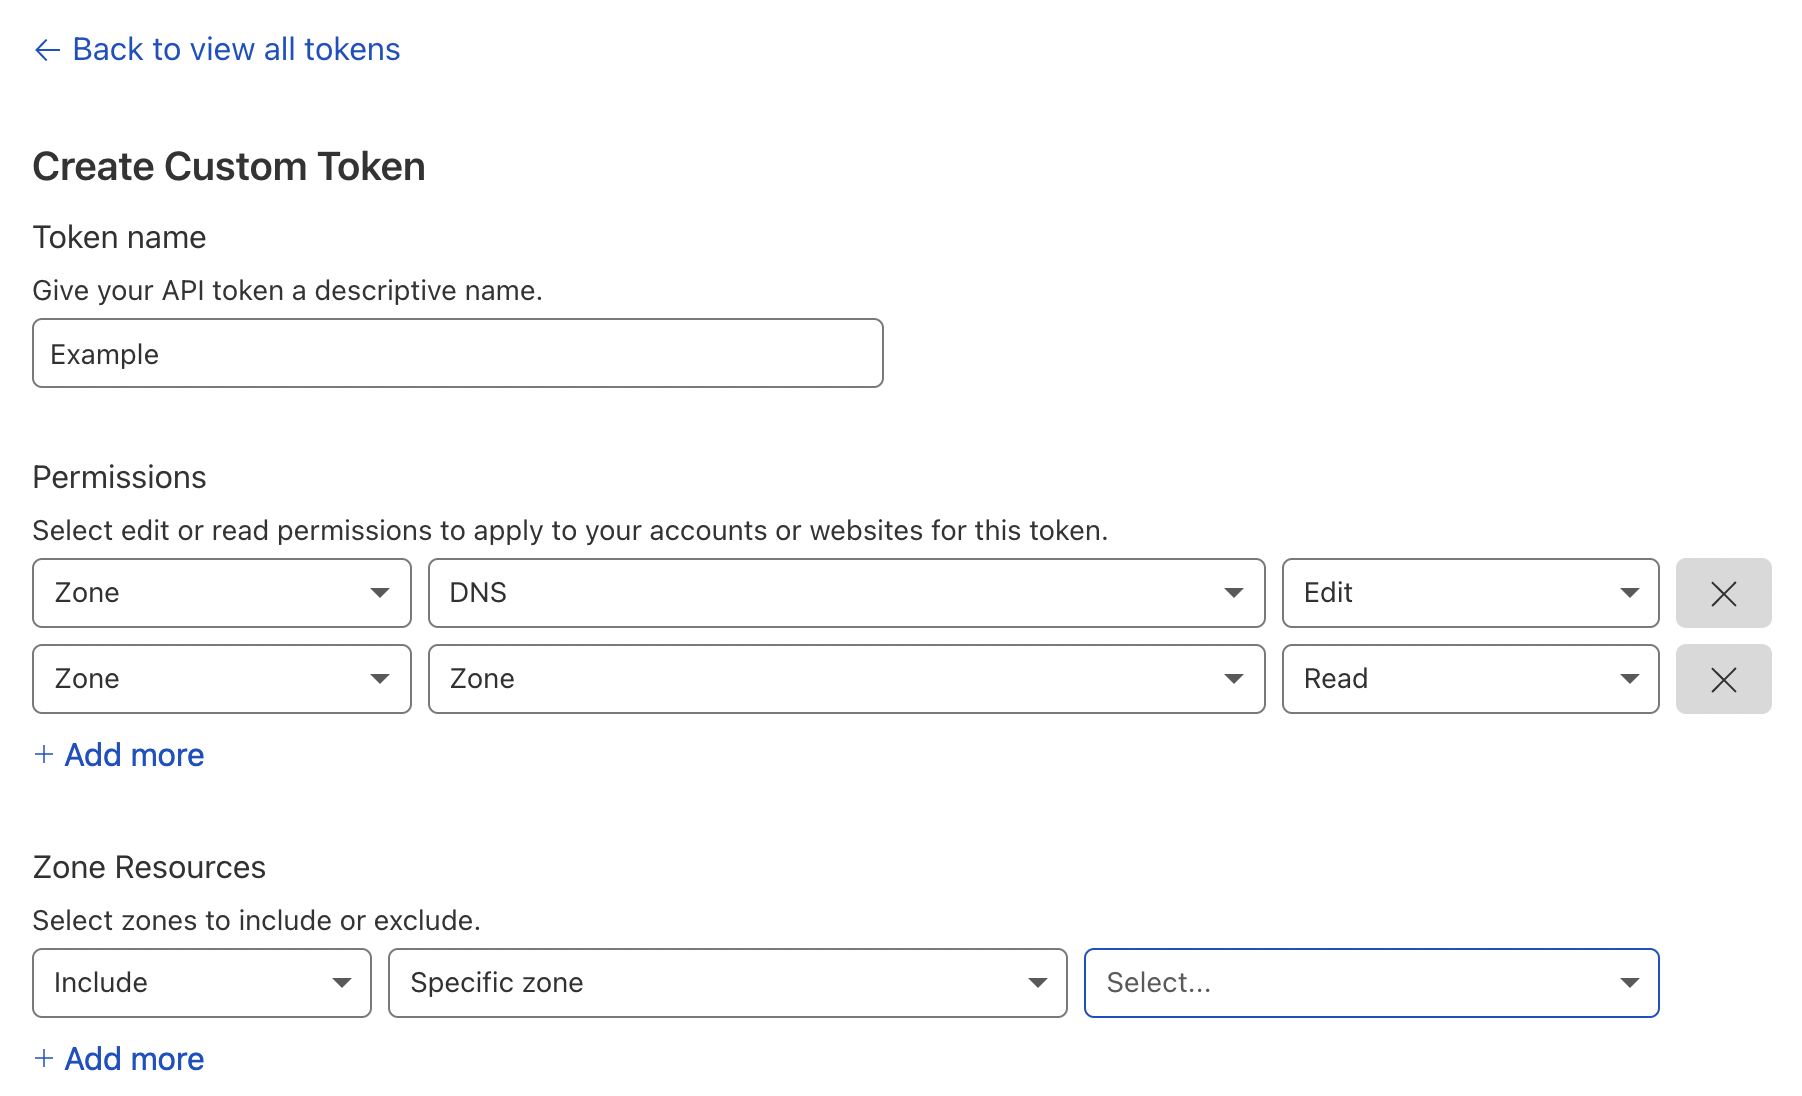 ← Back to view all tokens
Create Custom Token
Token name
Give your API token a descriptive name.
Example
Permissions
Select edit or read permissions to apply to your accounts or websites for this token.
Zone DNS Edit
Zone Zone Read
+ Add more
Zone Resources
Select zones to include or exclude.
Include Specific zone Select...
+ Add more